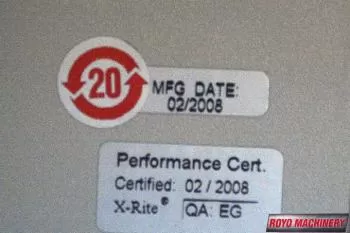 20
MFG DATE:
02/2008
Performance Cert.
Certified: 02 / 2008
X-Rite® QA: EG
ROYO MACHINERY